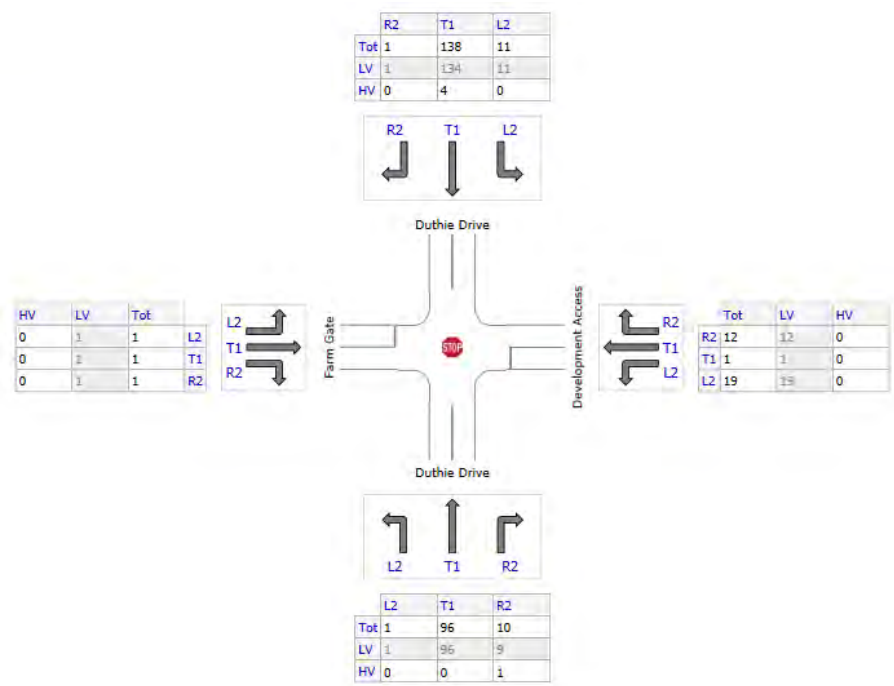 R2 T1 L2
Tot 1 138 11
LV 1 134 11
HV 0 4 0
R2 T1 L2
Duthie Drive
HV LV Tot
0 1 1 L2
0 1 1 T1
0 1 1 R2
L2
T1
R2
Farm Gate
STOP
Development Access
R2
T1
L2
Tot LV HV
R2 12 12 0
T1 1 1 0
L2 19 19 0
Duthie Drive
L2 T1 R2
L2 T1 R2
Tot 1 96 10
LV 1 96 9
HV 0 0 1